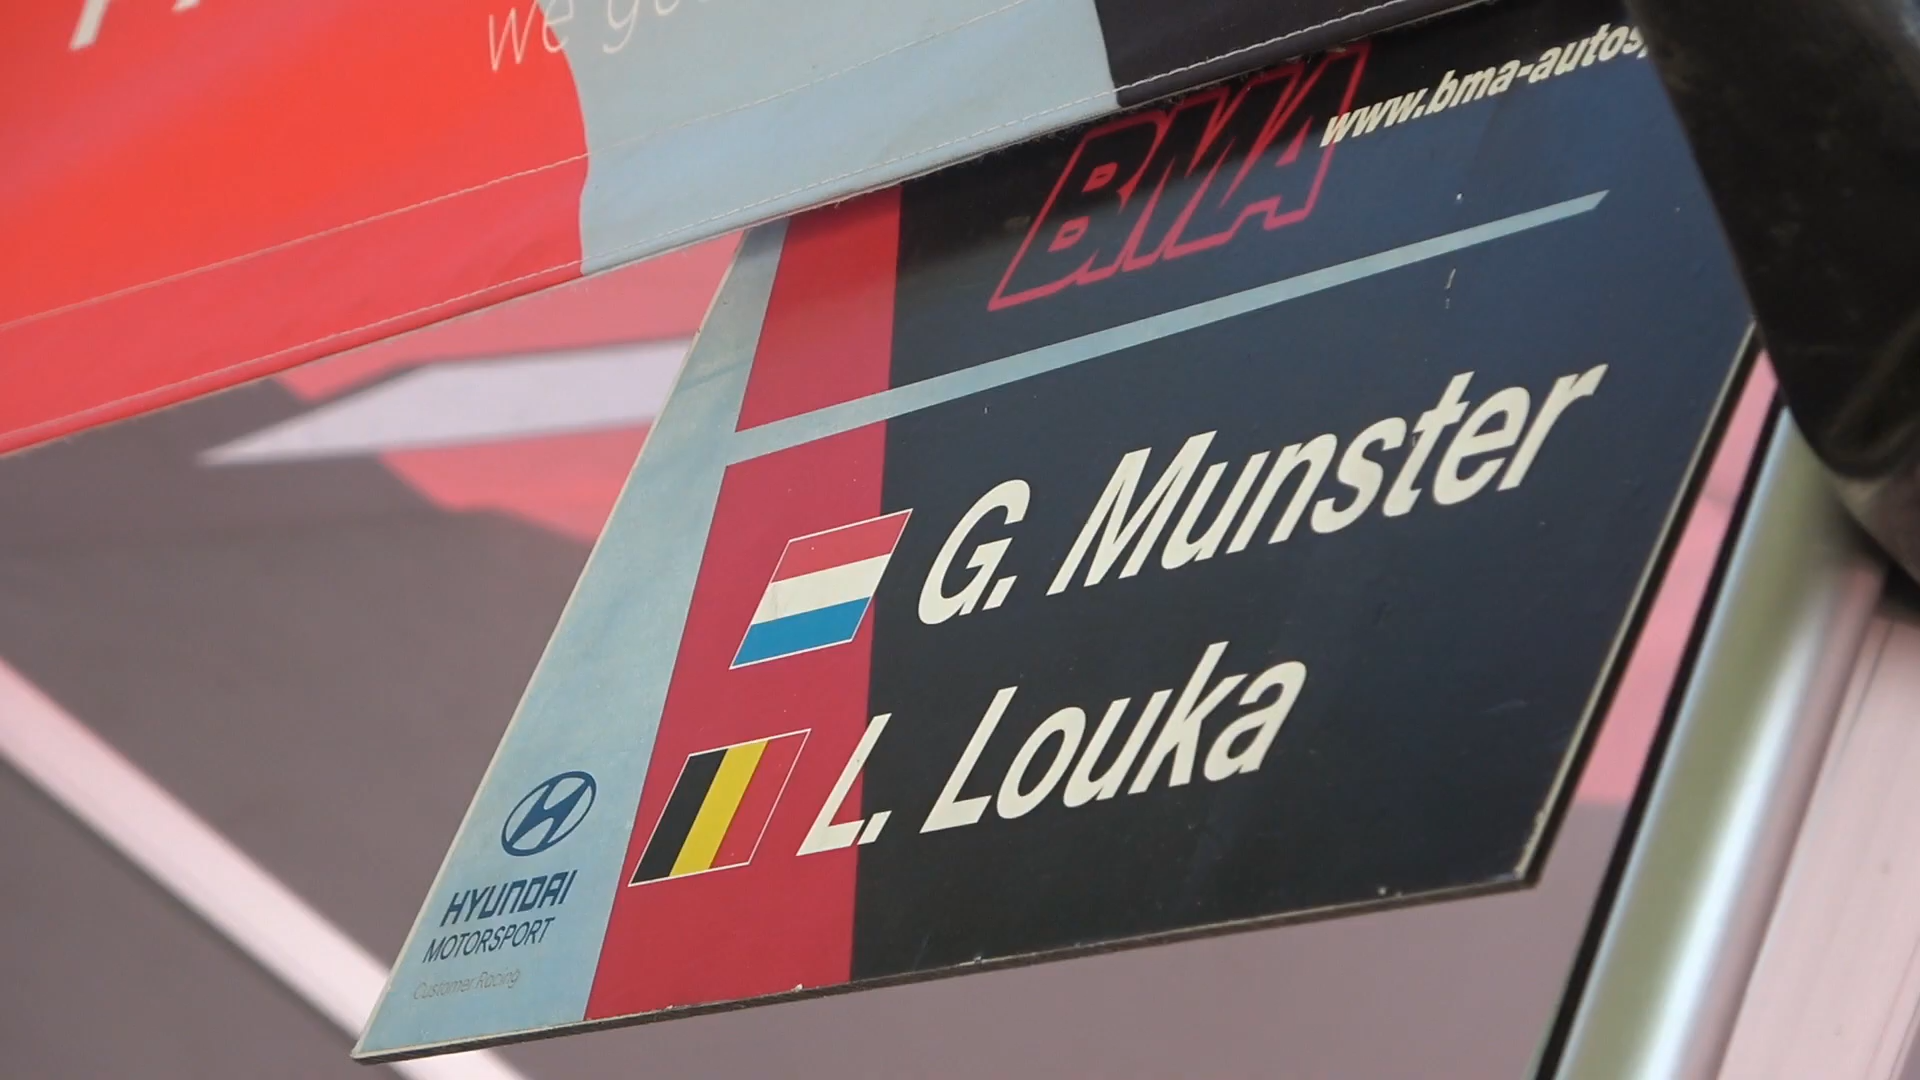 we
BMA
www.bma-autos
G. Munster
L. Louka
HYUNDAI
MOTORSPORT
Customer Racing